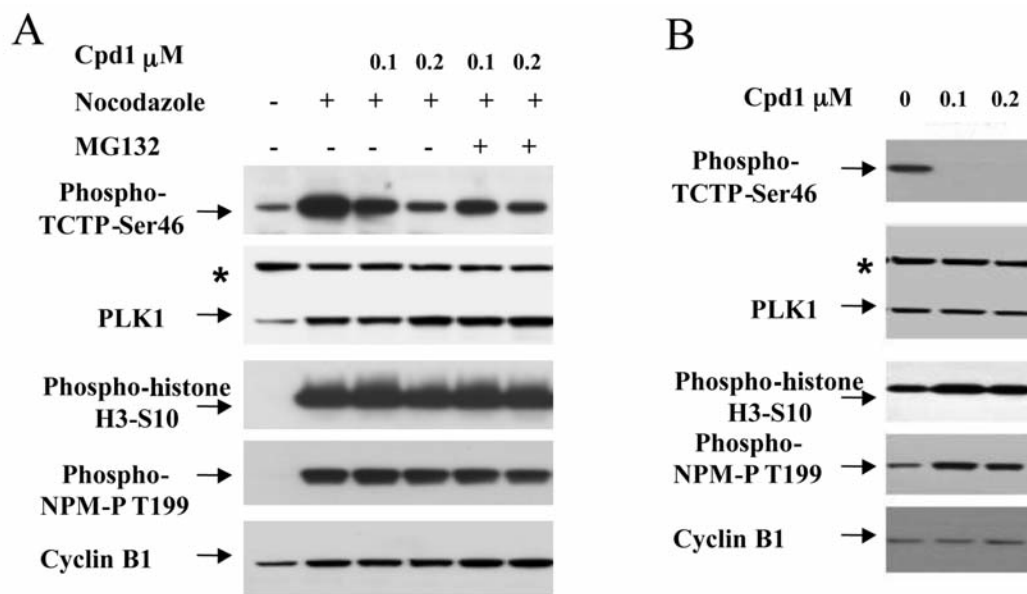 A
Cpd1 μM 0.1 0.2 0.1 0.2
Nocodazole - + + + + +
MG132 - - - - + +
Phospho-
TCTP-Ser46
*
PLK1
Phospho-histone
H3-S10
Phospho-
NPM-P T199
Cyclin B1
B
Cpd1 μM 0 0.1 0.2
Phospho-
TCTP-Ser46
*
PLK1
Phospho-histone
H3-S10
Phospho-
NPM-P T199
Cyclin B1